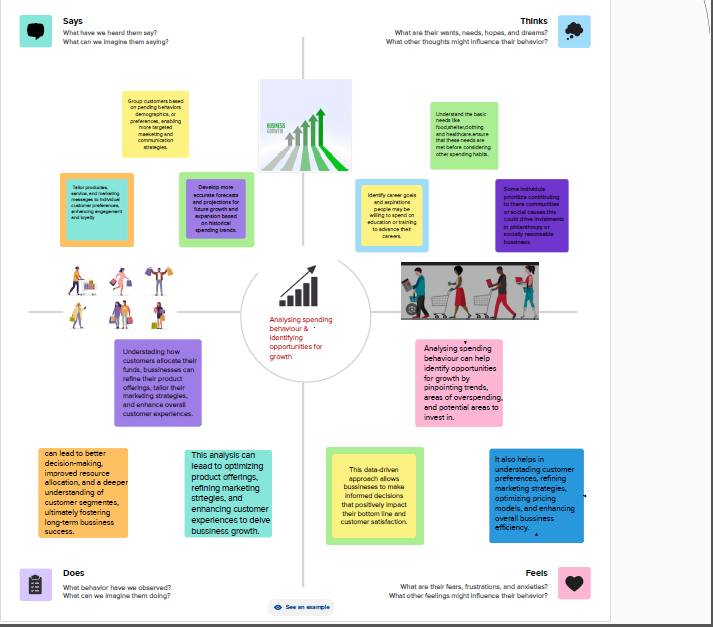 Says
What have we heard them say?
What can we imagine them saying?
Thinks
What are their wants, needs, hopes, and dreams?
What other thoughts might influence their behavior?
Group customers based
on pending behaviors
demographics, or
preferences, enabling
more targeted
maeketing and
communication
strategies.
BUSINESS
GROWTH
Understand the basic
needs like
food,shelter,clothing
and healthcare.ensure
that these needs are
met before considering
other spending habits.
Tailor productes,
service, and marketing
messages to individual
customer preferences,
enhancing engagement
and loyalty
Develop more
accurate forecasts
and projections for
future growth and
expansion based
on historical
spending trends.
Identify career goals
and aspirations
people may be
willing to spend on
education or training
to advance their
careers.
Some individuls
prioritize contributing
to there communities
or social causes this
could drive invistments
in philanthropy or
socially resoneable
bussiness.
Analysing spending
behaviour &
identifying
opportunities for
growth
Understading how
customers allocate their
funds, bussinesses can
refine their product
offerings, tailor their
marketing strategies,
and enhance overall
customer experiences.
Analysing spending
behaviour can help
identify opportunities
for growth by
pinpointing trends,
areas of overspending,
and potential areas to
invest in.
can lead to better
decision-making,
improved resource
allocation, and a deeper
understanding of
customer segmentes,
ultimately fostering
long-term bussiness
success.
This analysis can
leead to optimizing
product offerings,
refining marketing
strtegies, and
enhancing customer
experiences to delve
bussiness growth.
This data-driven
approach allows
bussineses to make
informed decisions
that positively impact
their bottom line and
customer satisfaction.
It also helps in
understading customer
preferences, refining
marketing strategies,
optimizing pricing
models, and enhancing
overall bussiness
efficiency.
Does
What behavior have we observed?
What can we imagine them doing?
Feels
What are their fears, frustrations, and anxieties?
What other feelings might influence their behavior?
See an example